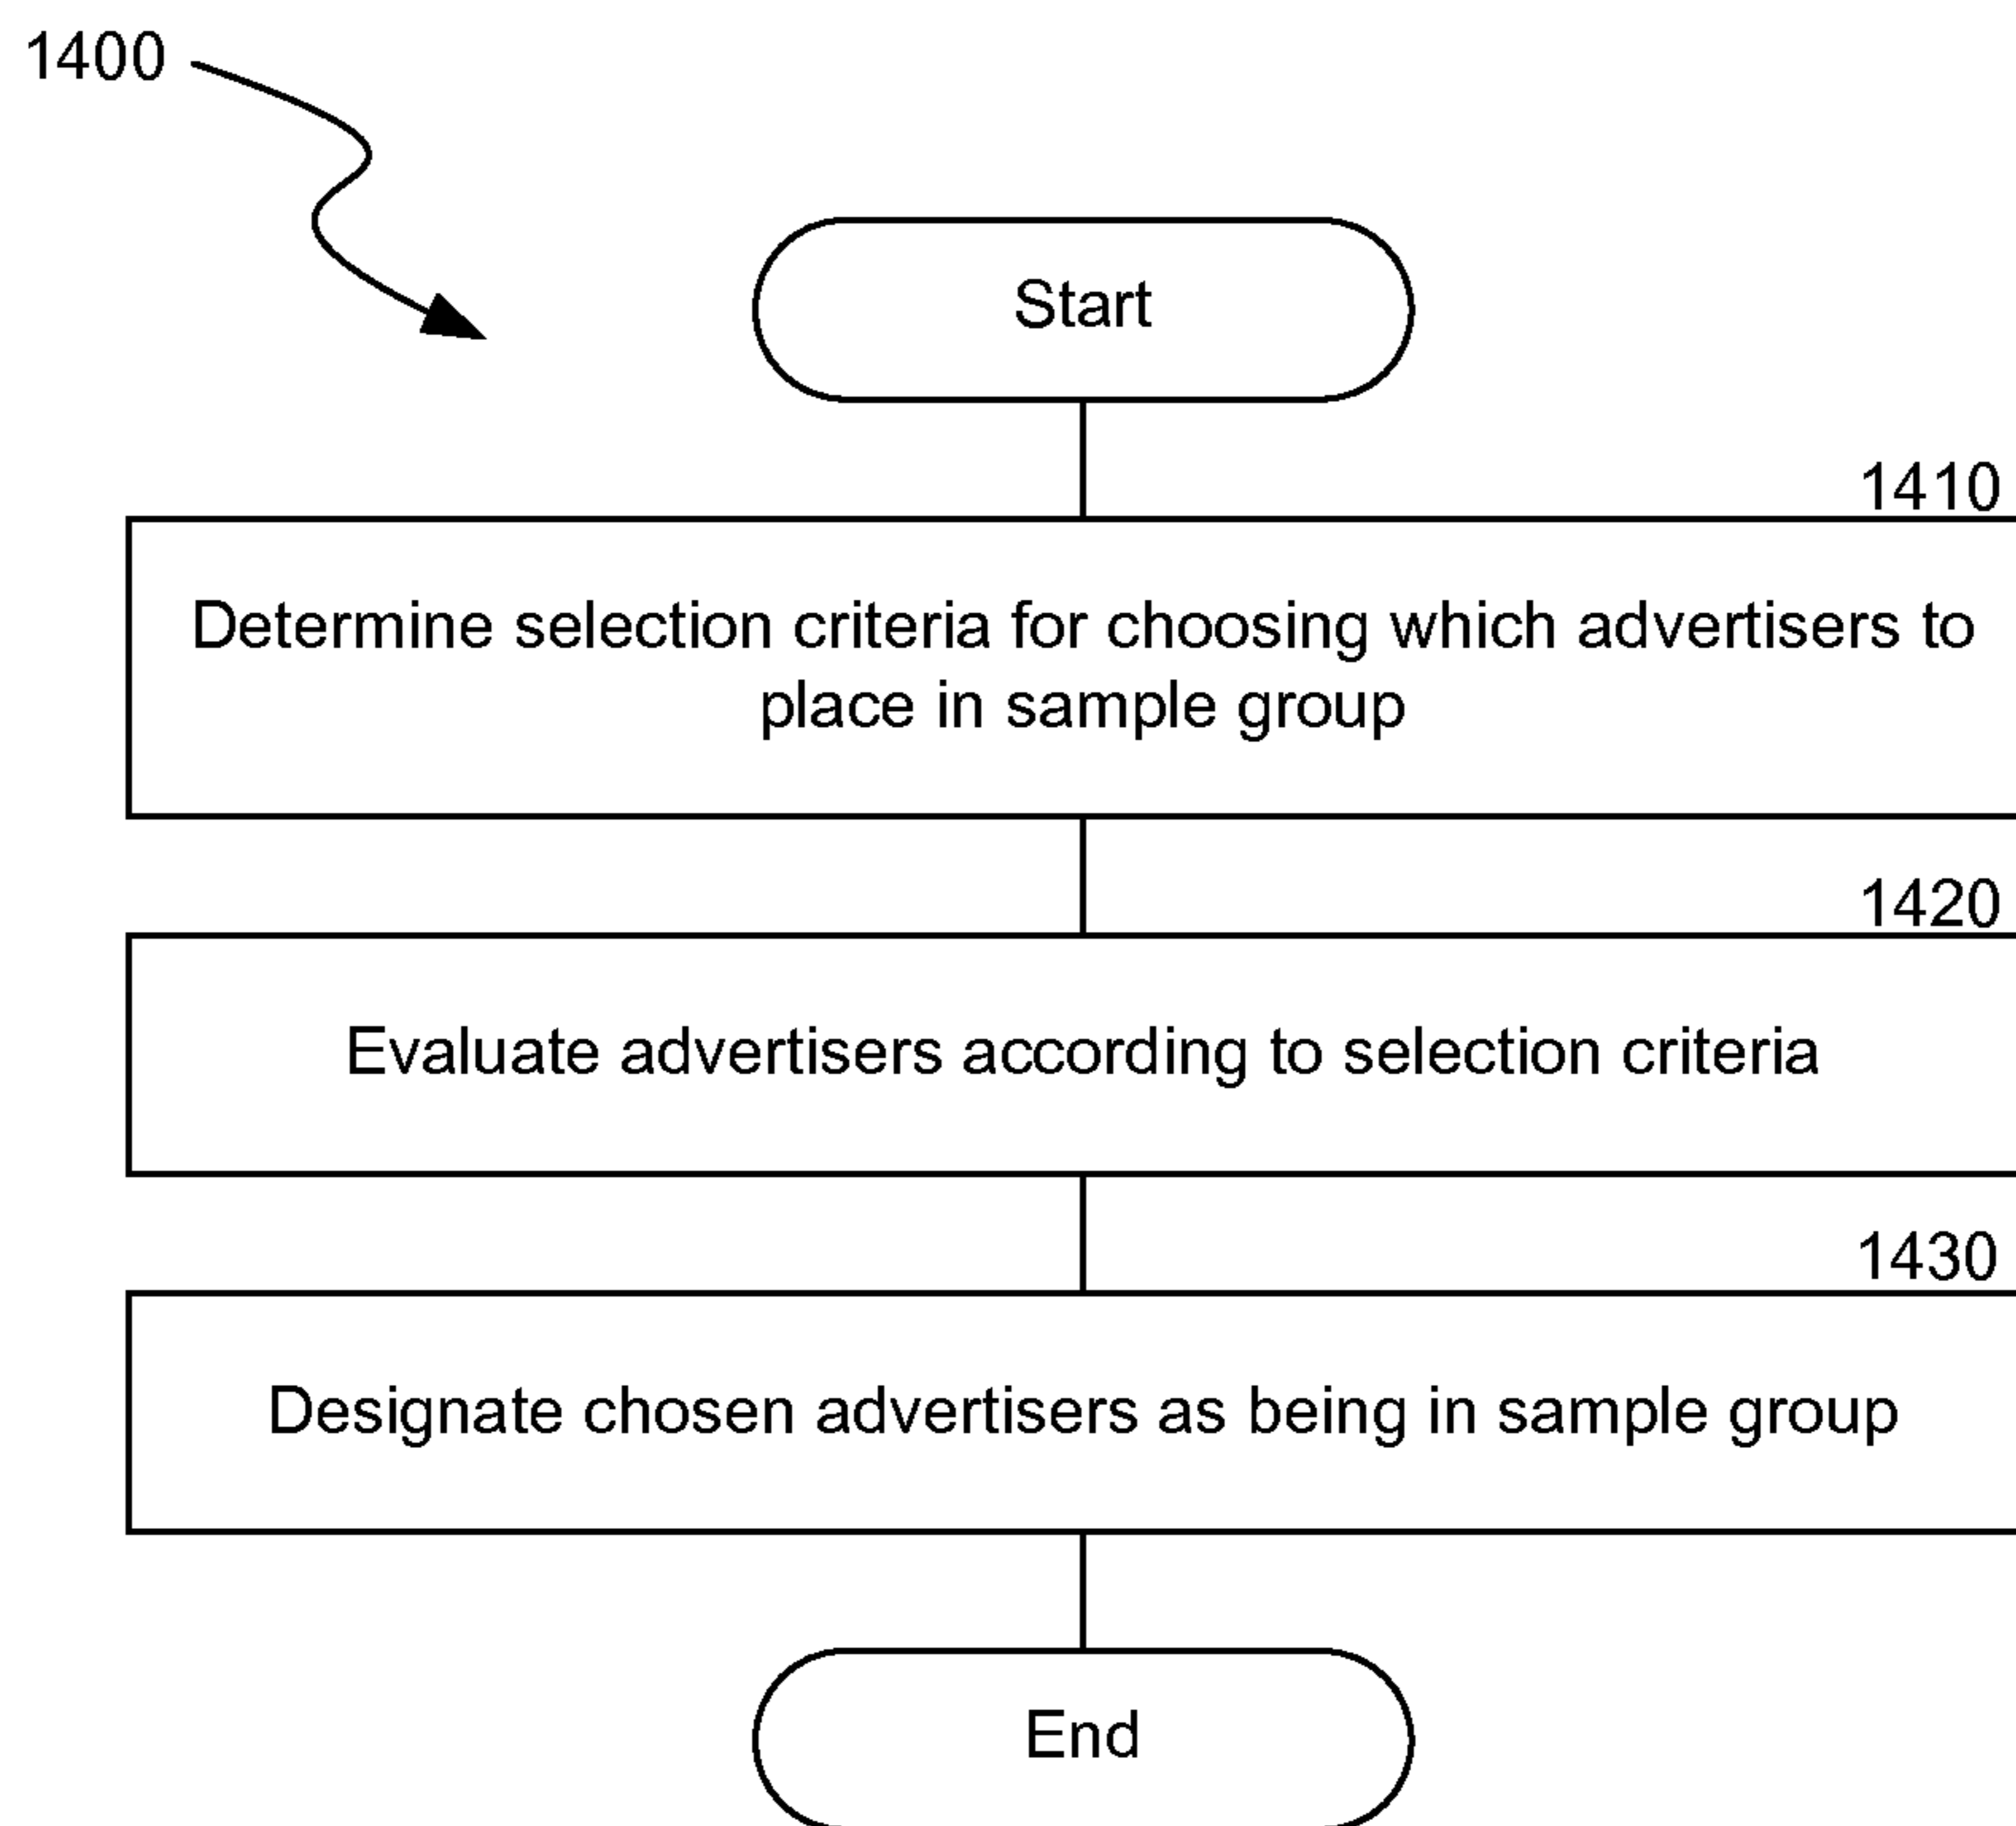 1400
Start
1410
Determine selection criteria for choosing which advertisers to
place in sample group
1420
Evaluate advertisers according to selection criteria
1430
Designate chosen advertisers as being in sample group
End